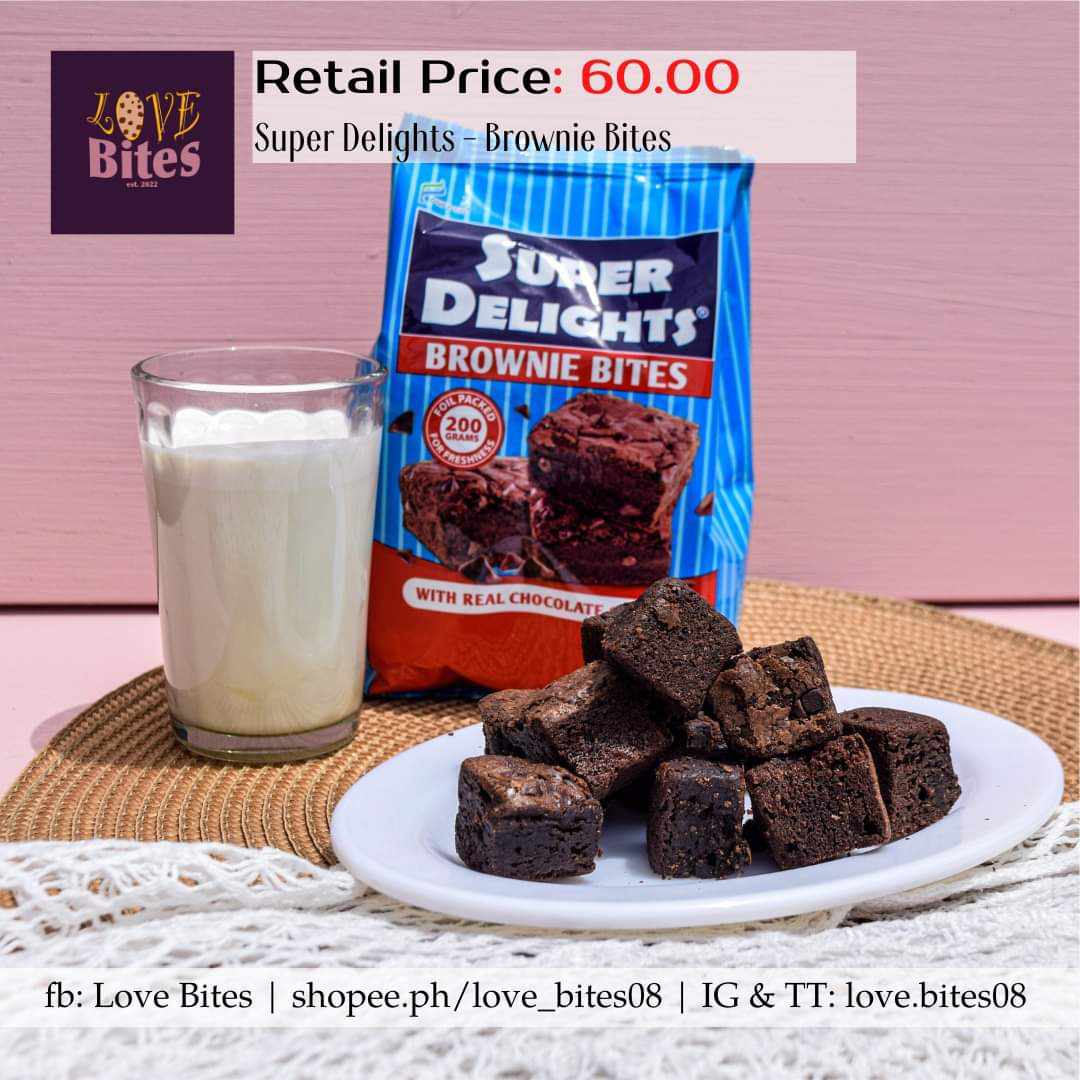 LOVE
Bites
est. 2022
Retail Price: 60.00
Super Delights - Brownie Bites
SUPER
DELIGHTS®
BROWNIE BITES
FOIL PACKED
200
GRAMS
FOR FRESHNESS
WITH REAL CHOCOLATE
fb: Love Bites | shopee.ph/love_bites08 | IG & TT: love.bites08